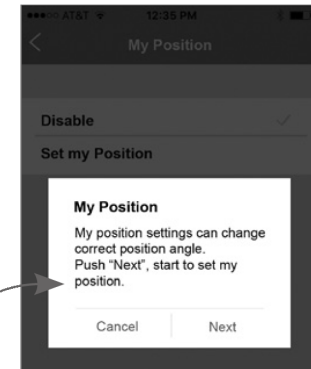 AT&T 12:35 PM
My Position
Disable
Set my Position
My Position
My position settings can change
correct position angle.
Push “Next”, start to set my
position.
Cancel Next